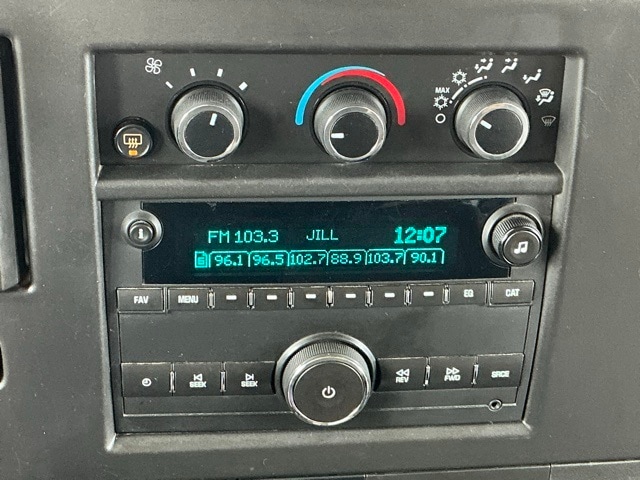 MAX
FM 103.3 JILL 12:07
96.1 96.5 102.7 88.9 103.7 90.1
FAV MENU EQ CAT
SEEK SEEK REV FWD SRCE